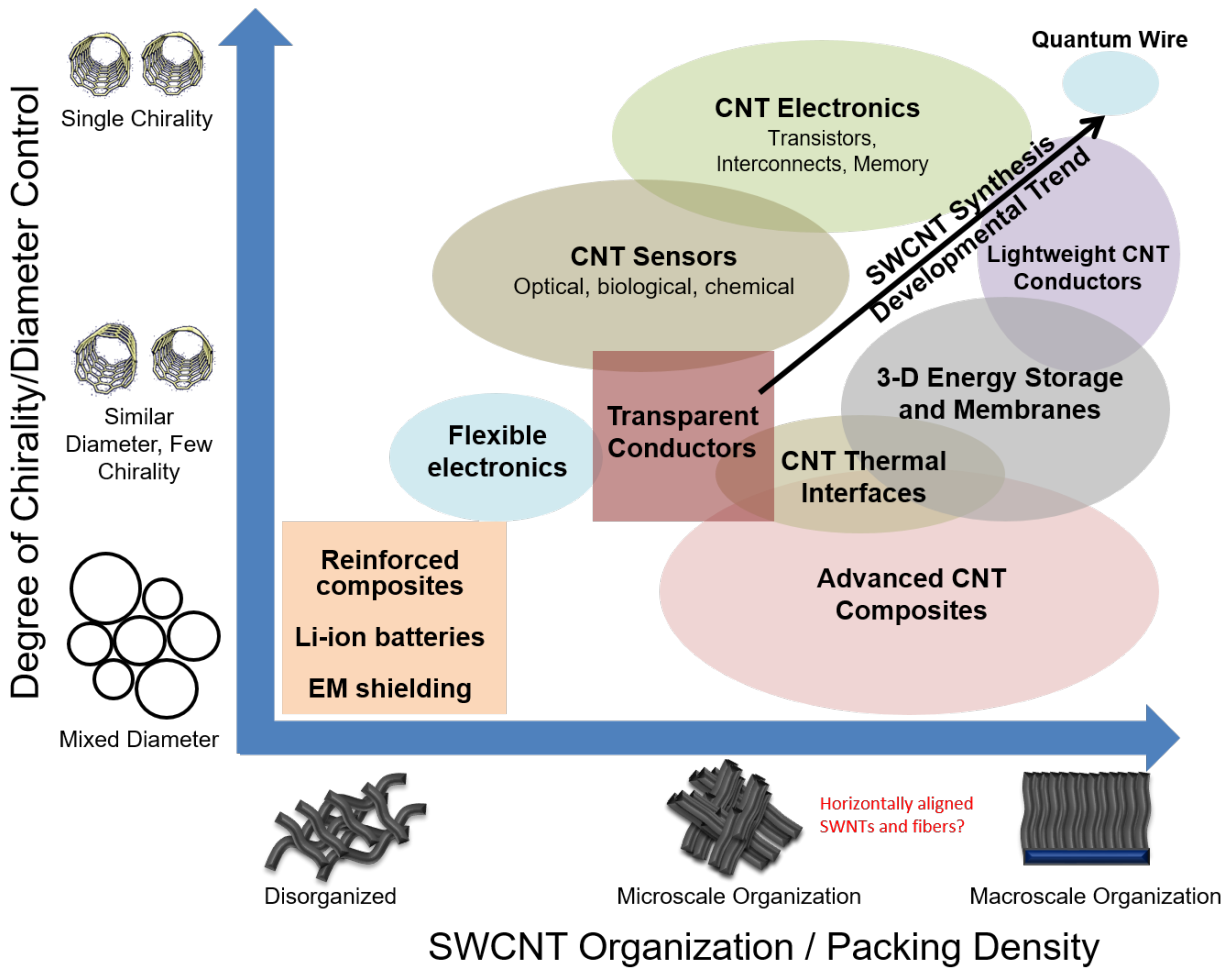 Degree of Chirality/Diameter Control
Single Chirality
Similar
Diameter, Few
Chirality
Mixed Diameter
Quantum Wire
CNT Electronics
Transistors,
Interconnects, Memory
SWCNT Synthesis
Developmental Trend
CNT Sensors
Optical, biological, chemical
Lightweight CNT
Conductors
3-D Energy Storage
and Membranes
Transparent
Conductors
Flexible
electronics
CNT Thermal
Interfaces
Reinforced
composites
Li-ion batteries
EM shielding
Advanced CNT
Composites
Horizontally aligned
SWNTs and fibers?
Disorganized
Microscale Organization
Macroscale Organization
SWCNT Organization / Packing Density